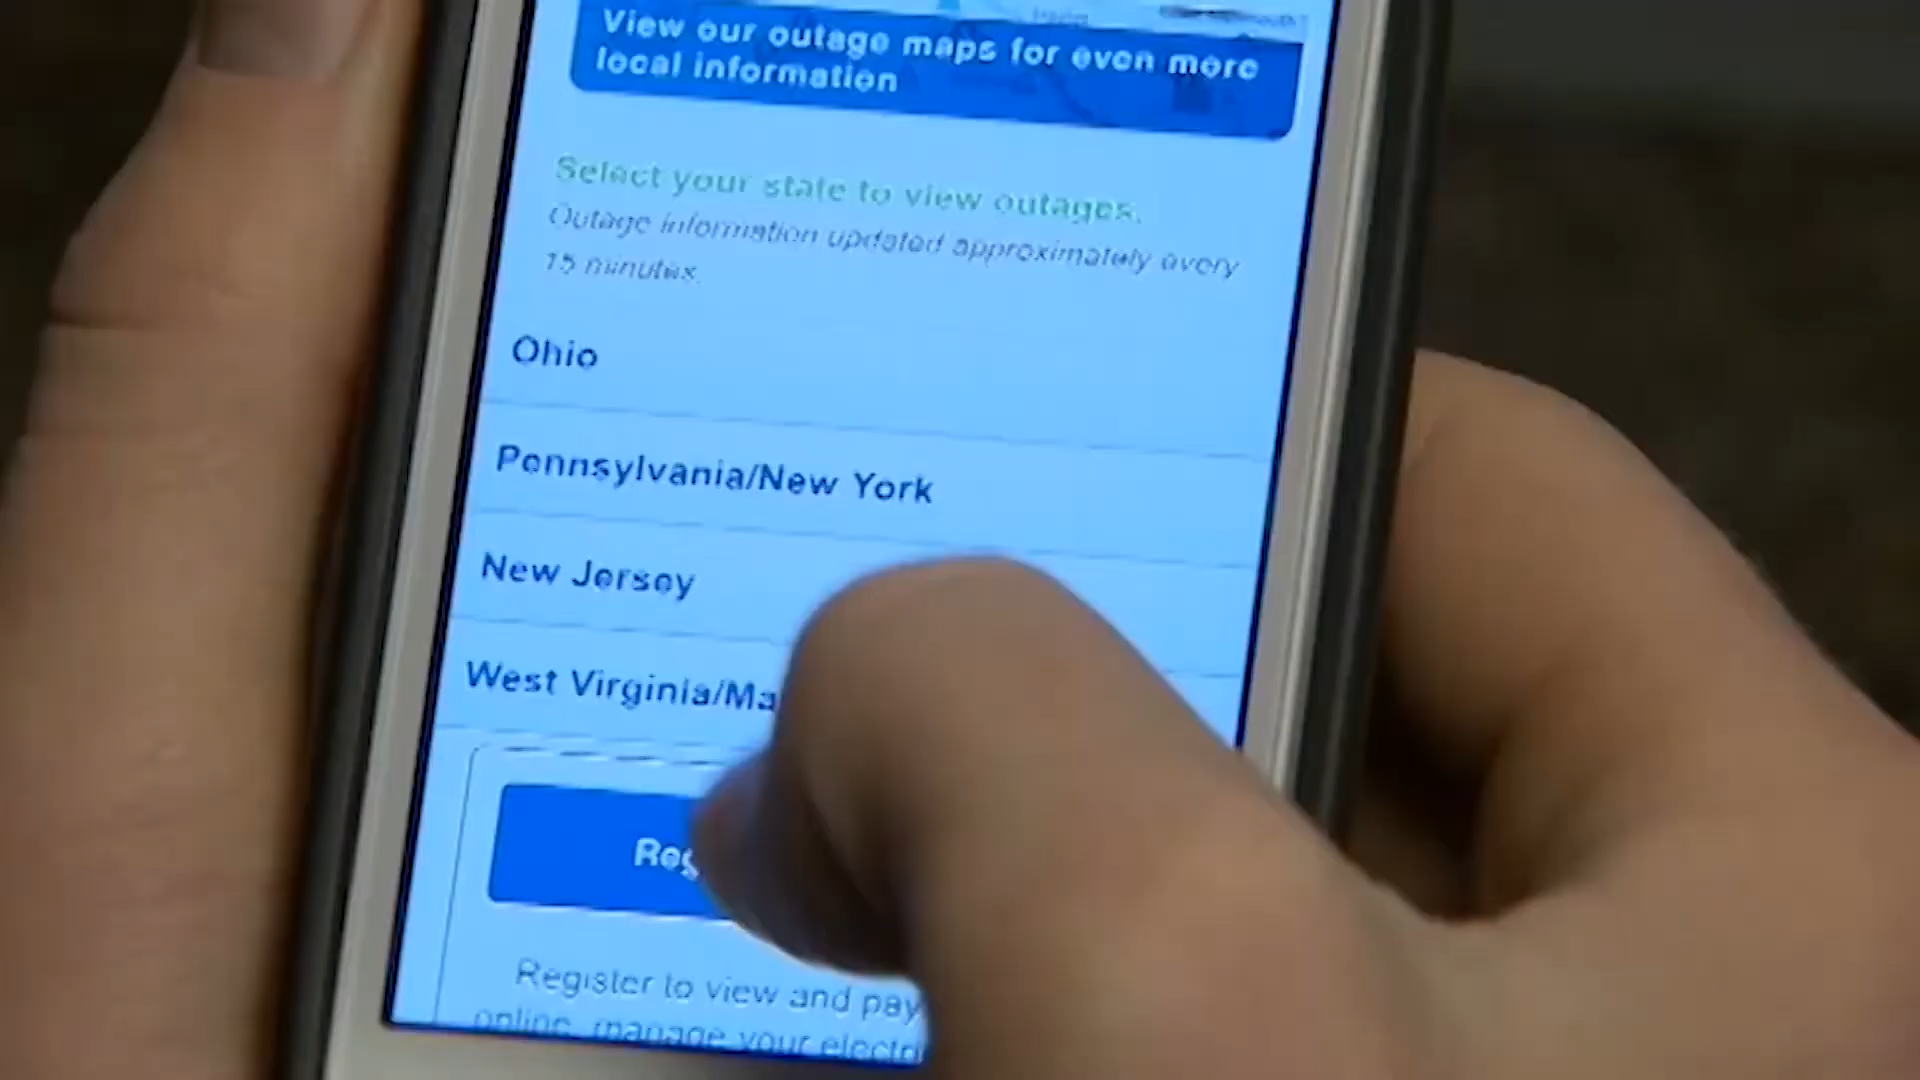 View our outage maps for even more
local information
Select your state to view outages.
Outage information updated approximately every
15 minutes.
Ohio
Pennsylvania/New York
New Jersey
West Virginia/Ma
Reg
Register to view and pay
online, manage your electri